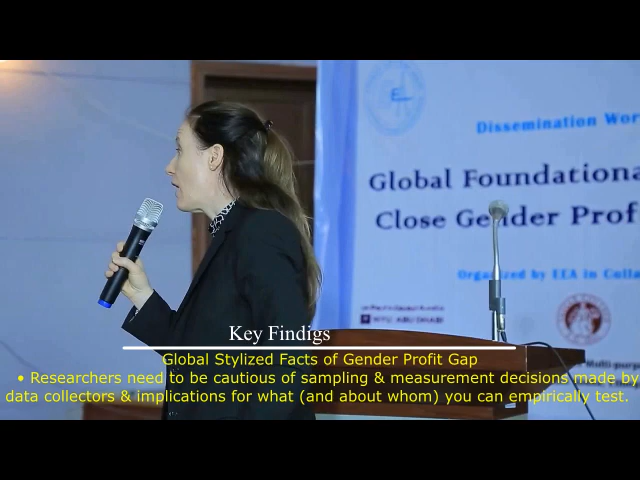 Dissemination Wor
Global Foundationa
Close Gender Prof
Organized by EEA in Colla
NYU ABU DHABI
Multi-purp
Key Findigs
Global Stylized Facts of Gender Profit Gap
• Researchers need to be cautious of sampling & measurement decisions made by
data collectors & implications for what (and about whom) you can empirically test.